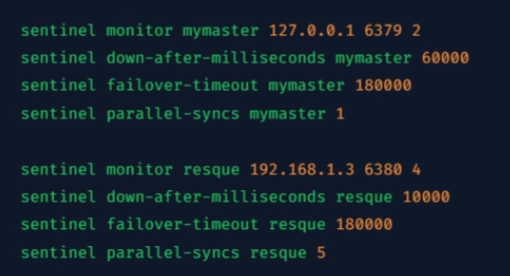 sentinel monitor mymaster 127.0.0.1 6379 2
sentinel down-after-milliseconds mymaster 60000
sentinel failover-timeout mymaster 180000
sentinel parallel-syncs mymaster 1
sentinel monitor resque 192.168.1.3 6380 4
sentinel down-after-milliseconds resque 10000
sentinel failover-timeout resque 180000
sentinel parallel-syncs resque 5